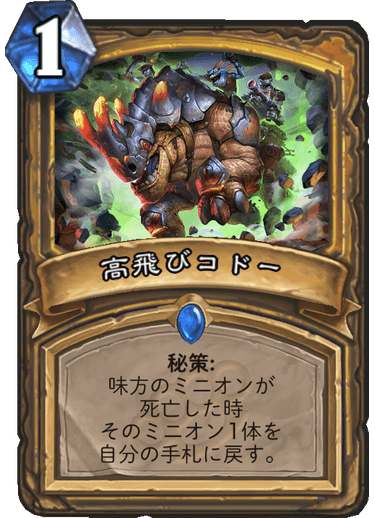 1
高飛びコドー
秘策:
味方のミニオンが
死亡した時
そのミニオン1体を
自分の手札に戻す。